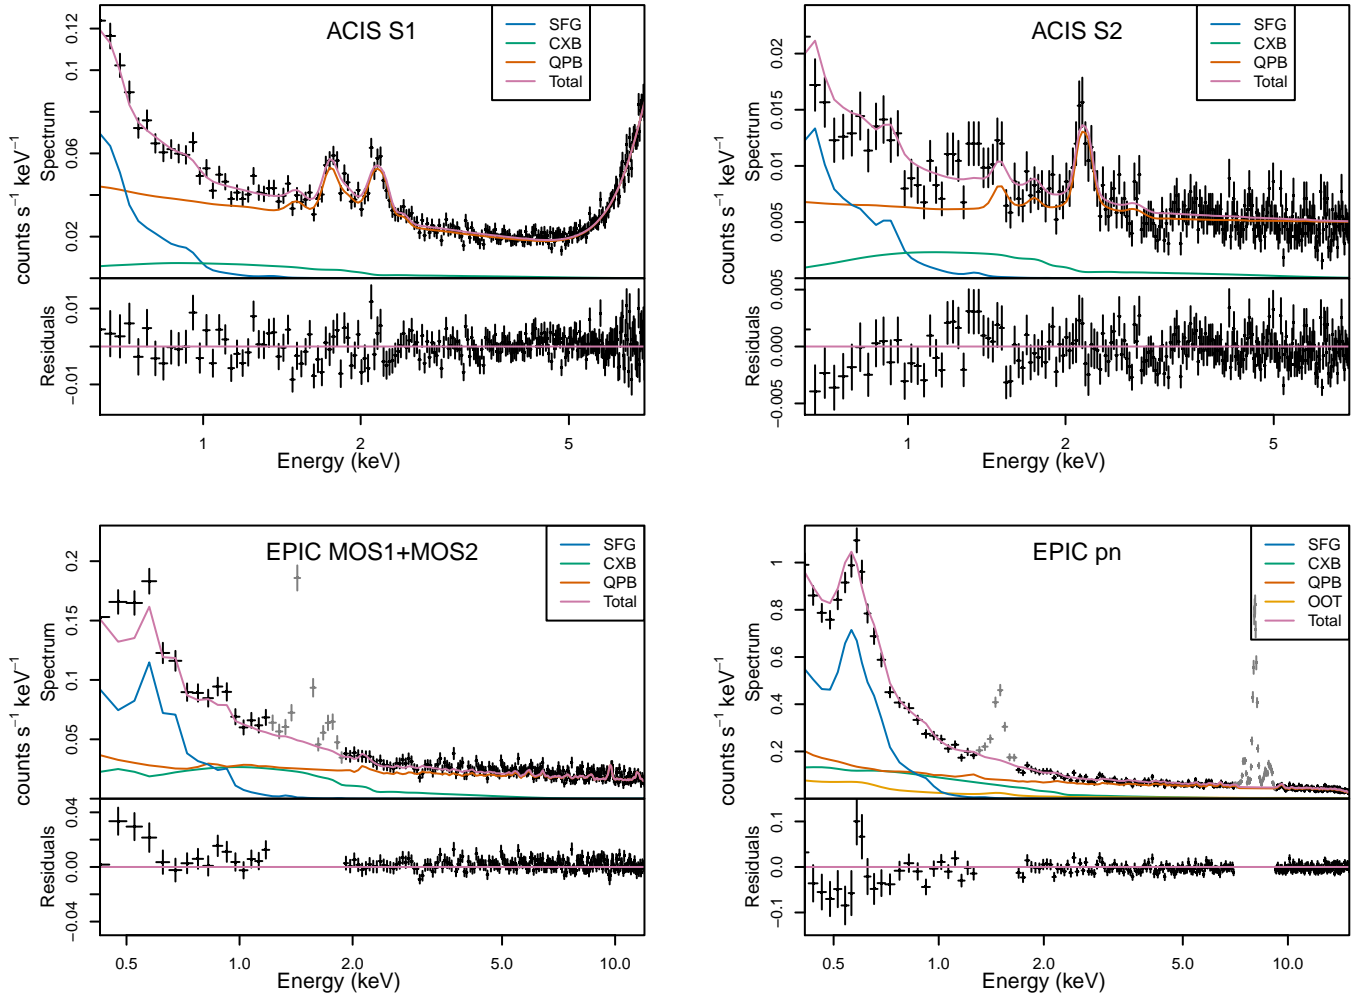 ACIS S1
SFG
CXB
QPB
Total
counts s−1 keV−1
Spectrum
Residuals
0.12
0.1
0.06
0.02
0.01
−0.01
1
2
5
Energy (keV)
ACIS S2
SFG
CXB
QPB
Total
counts s−1 keV−1
Spectrum
Residuals
0.02
0.015
0.01
0.005
0.005
0.000
−0.005
1
2
5
Energy (keV)
EPIC MOS1+MOS2
SFG
CXB
QPB
Total
counts s−1 keV−1
Spectrum
Residuals
0.2
0.15
0.1
0.05
0.04
0.00
−0.04
0.5
1.0
2.0
5.0
10.0
Energy (keV)
EPIC pn
SFG
CXB
QPB
OOT
Total
counts s−1 keV−1
Spectrum
Residuals
1
0.8
0.6
0.4
0.2
0.1
0.0
−0.1
0.5
1.0
2.0
5.0
10.0
Energy (keV)